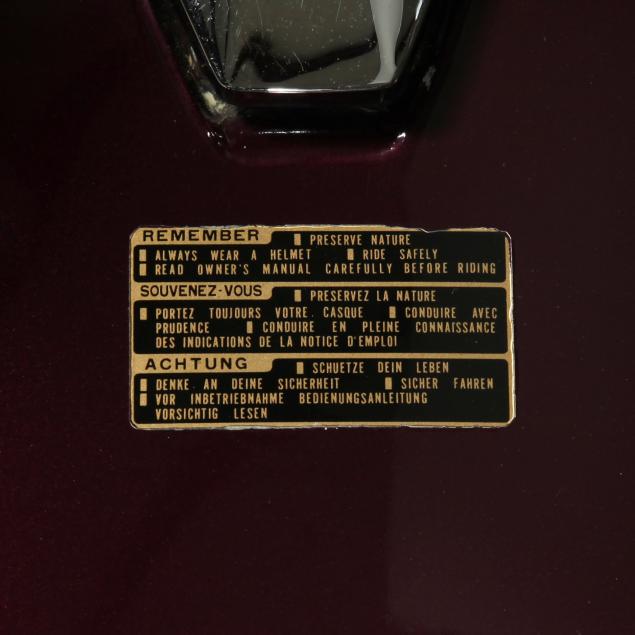 REMEMBER ▮ PRESERVE NATURE
▮ ALWAYS WEAR A HELMET ▮ RIDE SAFELY
▮ READ OWNER'S MANUAL CAREFULLY BEFORE RIDING
SOUVENEZ-VOUS ▮ PRESERVEZ LA NATURE
▮ PORTEZ TOUJOURS VOTRE CASQUE ▮ CONDUIRE AVEC
PRUDENCE ▮ CONDUIRE EN PLEINE CONNAISSANCE
DES INDICATIONS DE LA NOTICE D'EMPLOI
ACHTUNG ▮ SCHUETZE DEIN LEBEN
▮ DENKE AN DEINE SICHERHEIT ▮ SICHER FAHREN
▮ VOR INBETRIEBNAHME BEDIENUNGSANLEITUNG
VORSICHTIG LESEN